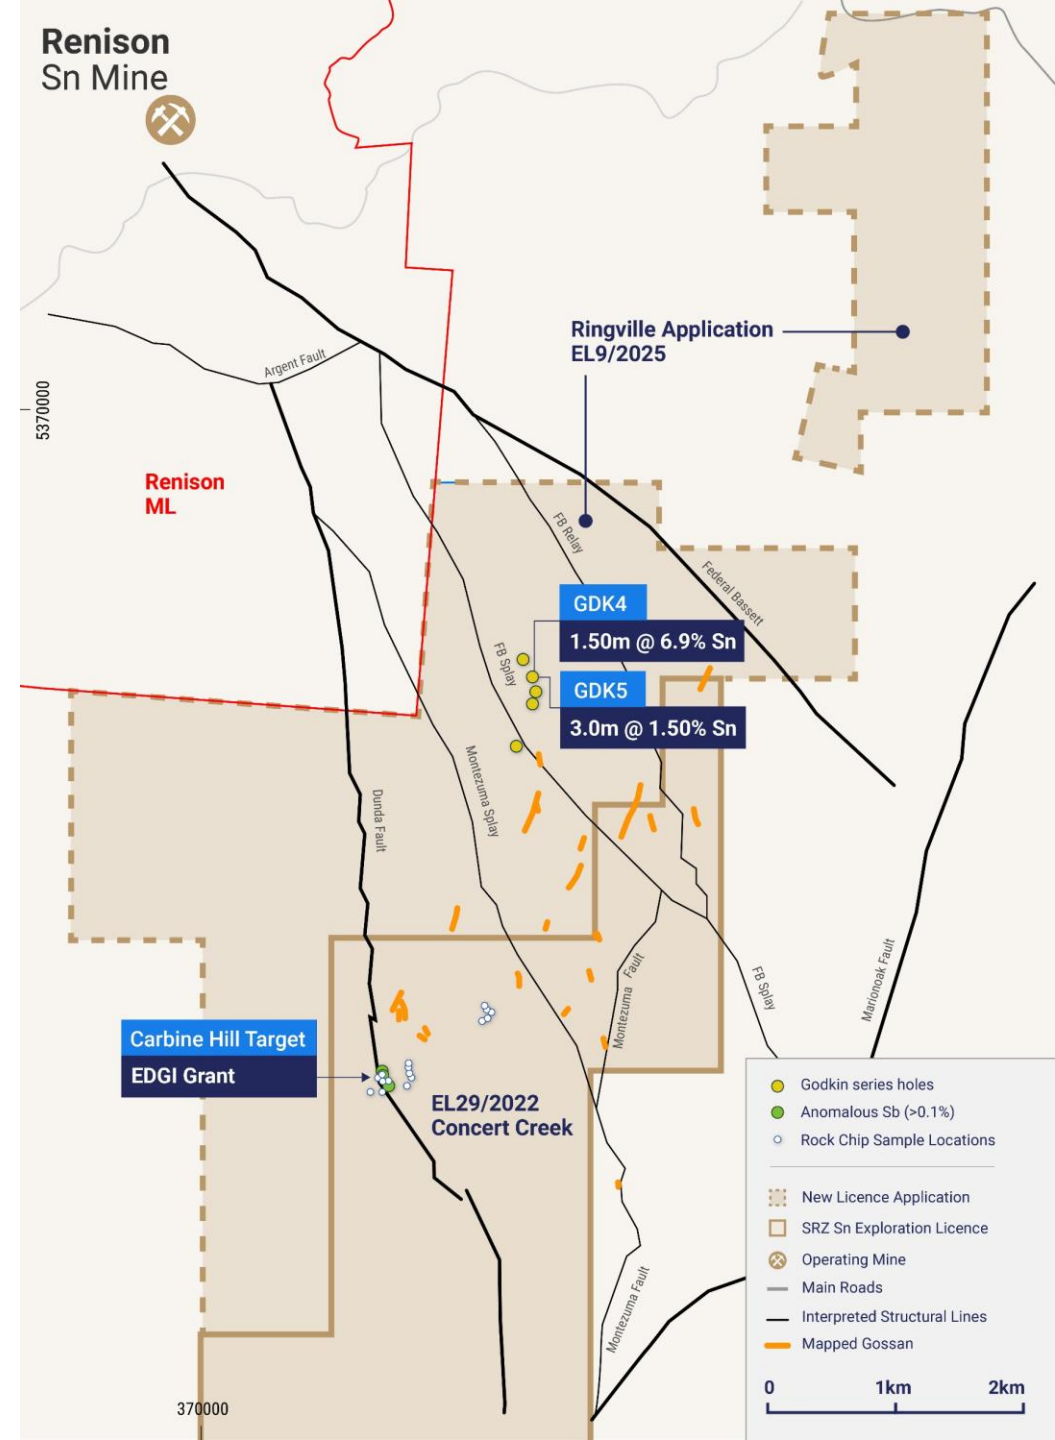 Renison
Sn Mine
Argent Fault
Ringville Application
EL9/2025
5370000
Renison
ML
FB Relay
Federal Bassett
GDK4
1.50m @ 6.9% Sn
FB Splay
GDK5
3.0m @ 1.50% Sn
Montezuma Splay
Dunda Fault
Montezuma Fault
FB Splay
Marionoak Fault
Carbine Hill Target
EDGI Grant
EL29/2022
Concert Creek
Montezuma Fault
370000
Godkin series holes
Anomalous Sb (>0.1%)
Rock Chip Sample Locations
New Licence Application
SRZ Sn Exploration Licence
Operating Mine
Main Roads
Interpreted Structural Lines
Mapped Gossan
0 1km 2km